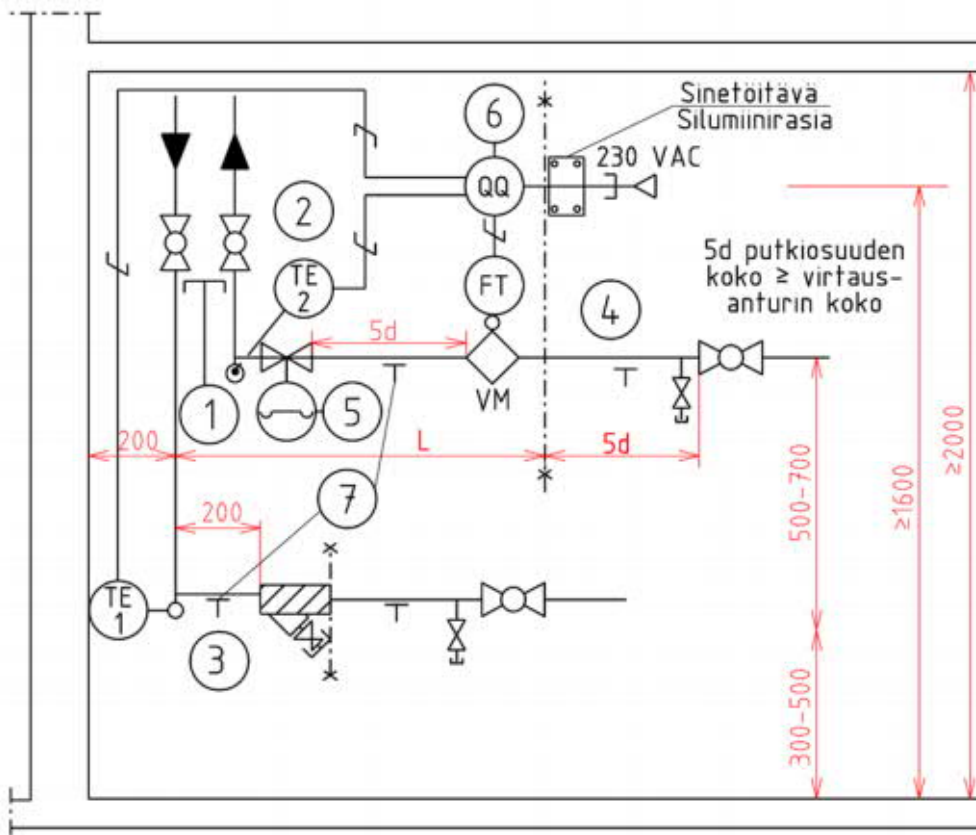 Sinetöitävä
Silumiinirasia
6
230 VAC
QQ
2
5d putkiosuuden
koko ≥ virtaus-
anturin koko
TE
2
FT
4
5d
1
5
VM
200
L
5d
≥2000
≥1600
500-700
7
200
TE
1
3
300-500